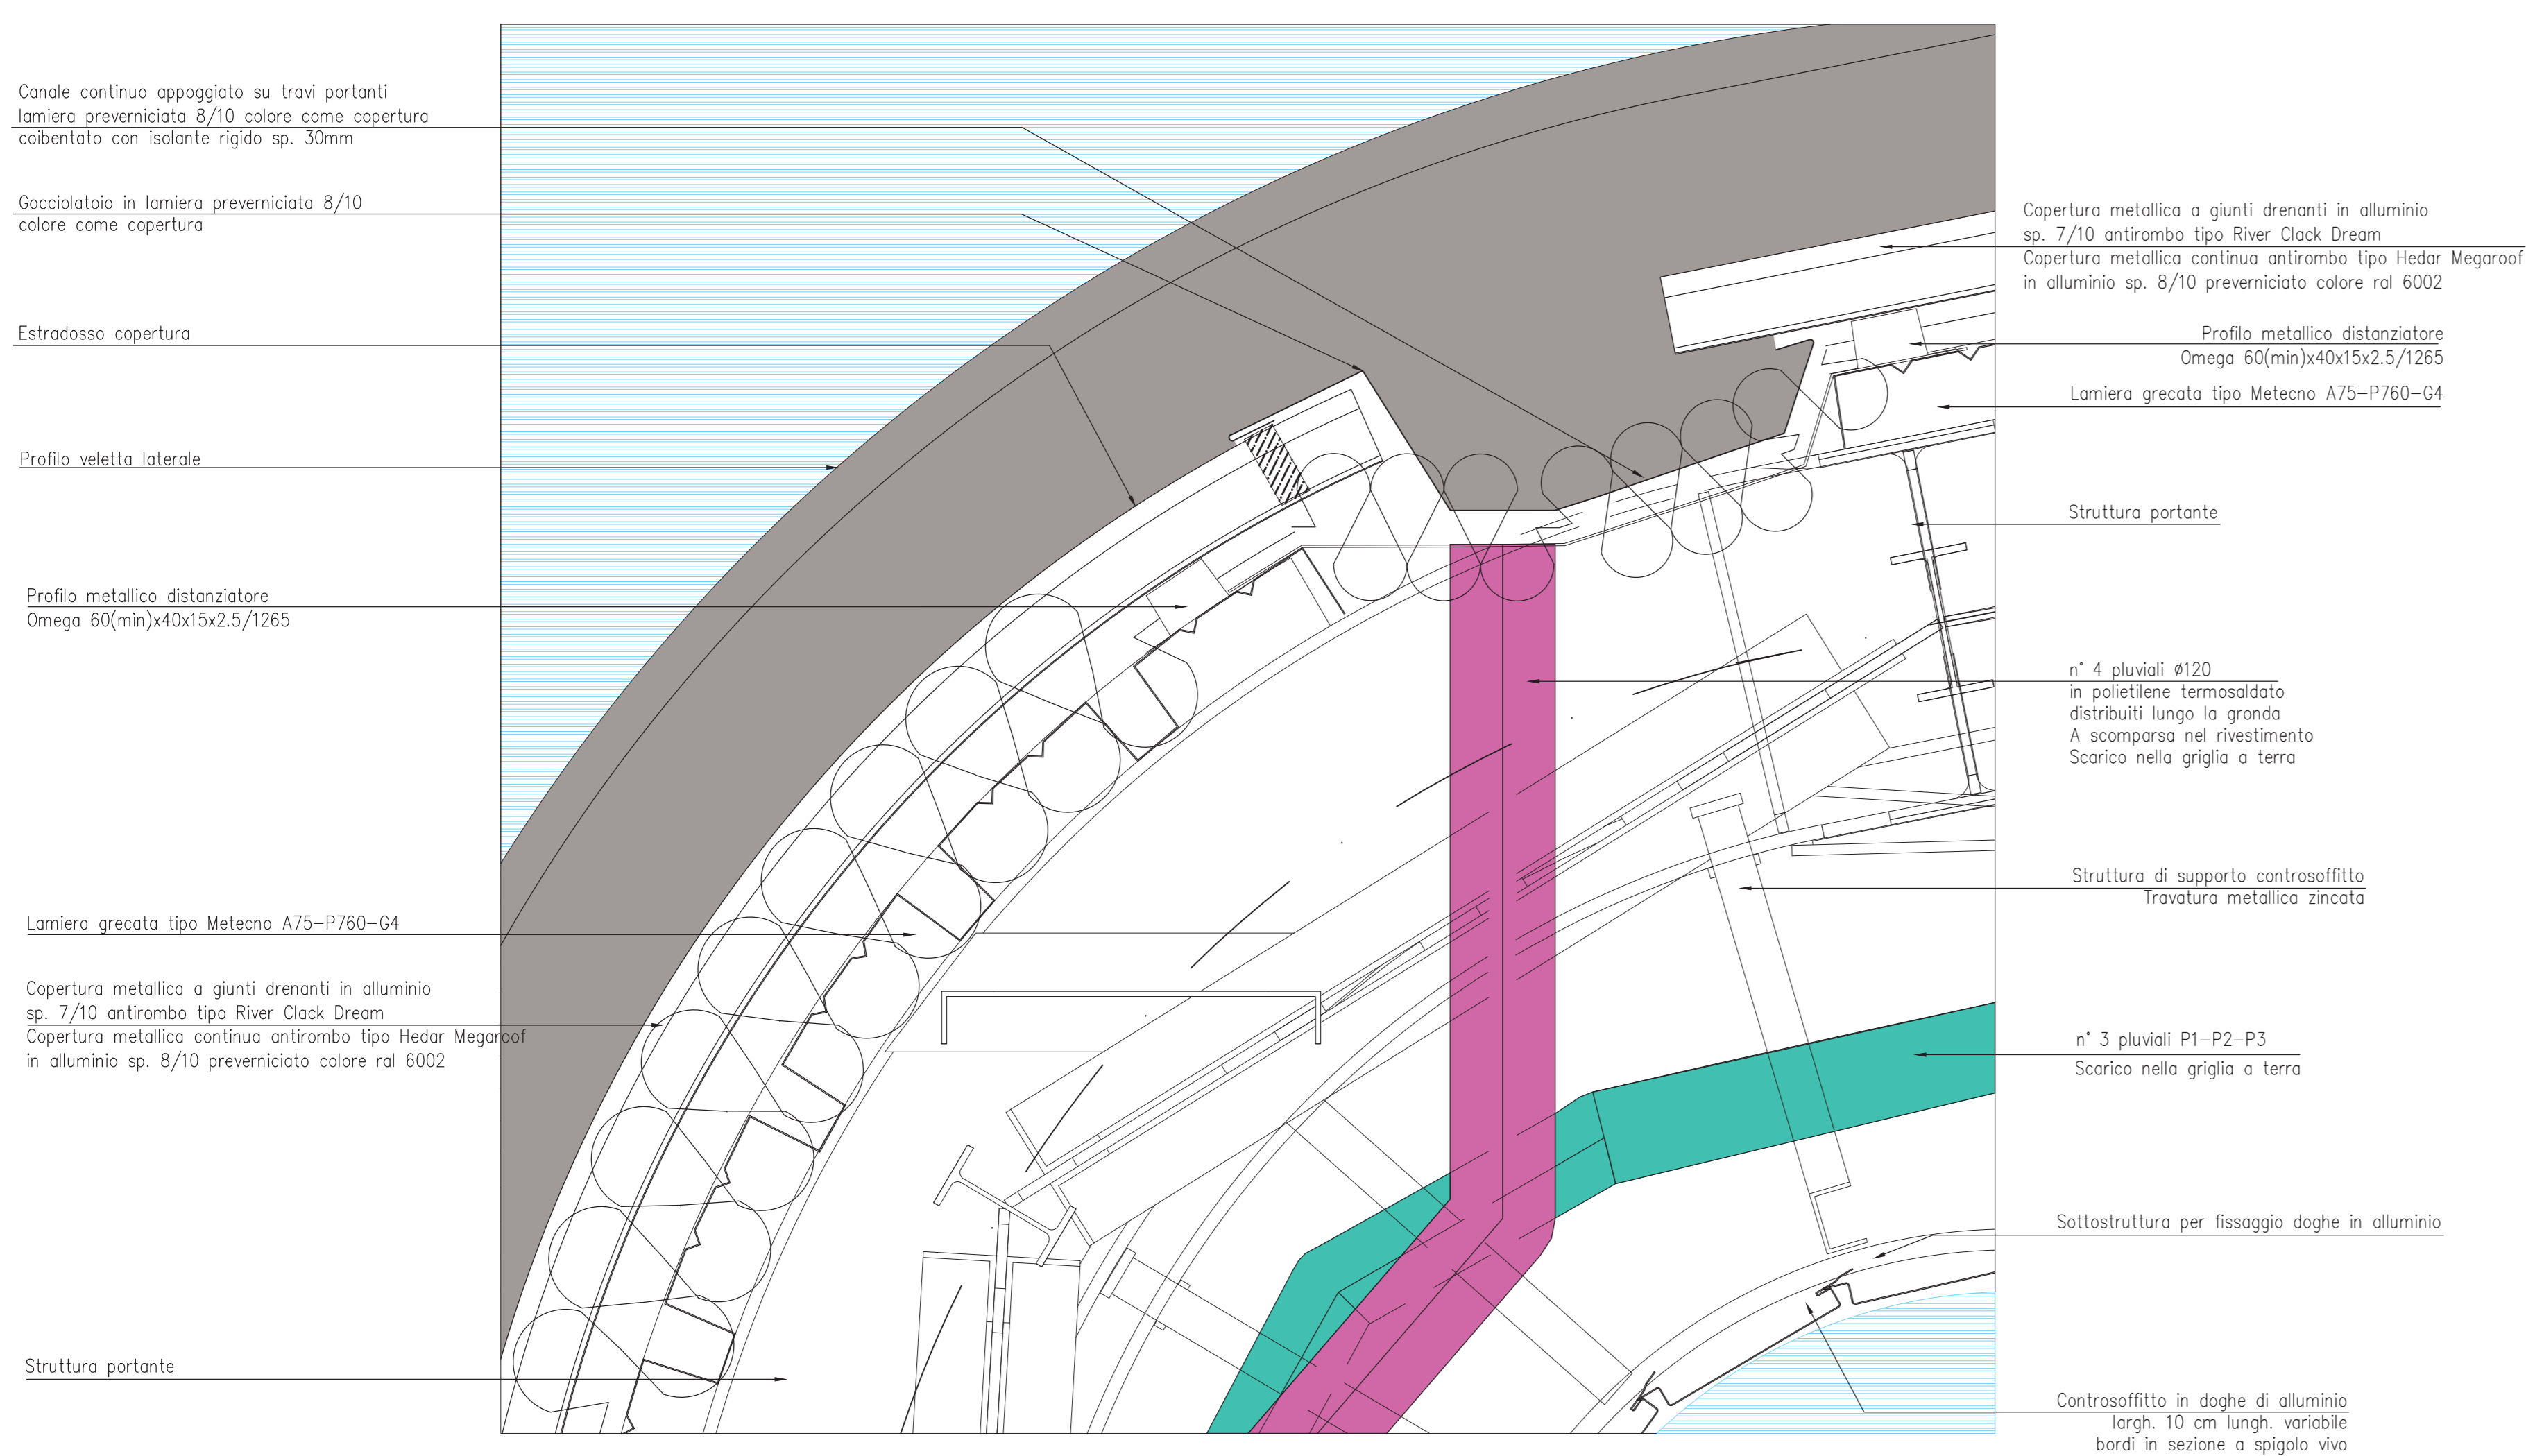 Canale continuo appoggiato su travi portanti
lamiera preverniciata 8/10 colore come copertura
coibentato con isolante rigido sp. 30mm
Gocciolatoio in lamiera preverniciata 8/10
colore come copertura
Estradosso copertura
Profilo veletta laterale
Profilo metallico distanziatore
Omega 60(min)x40x15x2.5/1265
Lamiera grecata tipo Metecno A75-P760-G4
Copertura metallica a giunti drenanti in alluminio
sp. 7/10 antirombo tipo River Clack Dream
Copertura metallica continua antirombo tipo Hedar Megaroof
in alluminio sp. 8/10 preverniciato colore ral 6002
Struttura portante
Copertura metallica a giunti drenanti in alluminio
sp. 7/10 antirombo tipo River Clack Dream
Copertura metallica continua antirombo tipo Hedar Megaroof
in alluminio sp. 8/10 preverniciato colore ral 6002
Profilo metallico distanziatore
Omega 60(min)x40x15x2.5/1265
Lamiera grecata tipo Metecno A75-P760-G4
Struttura portante
n° 4 pluviali ø120
in polietilene termosaldato
distribuiti lungo la gronda
A scomparsa nel rivestimento
Scarico nella griglia a terra
Struttura di supporto controsoffitto
Travatura metallica zincata
n° 3 pluviali P1-P2-P3
Scarico nella griglia a terra
Sottostruttura per fissaggio doghe in alluminio
Controsoffitto in doghe di alluminio
largh. 10 cm lungh. variabile
bordi in sezione a spigolo vivo